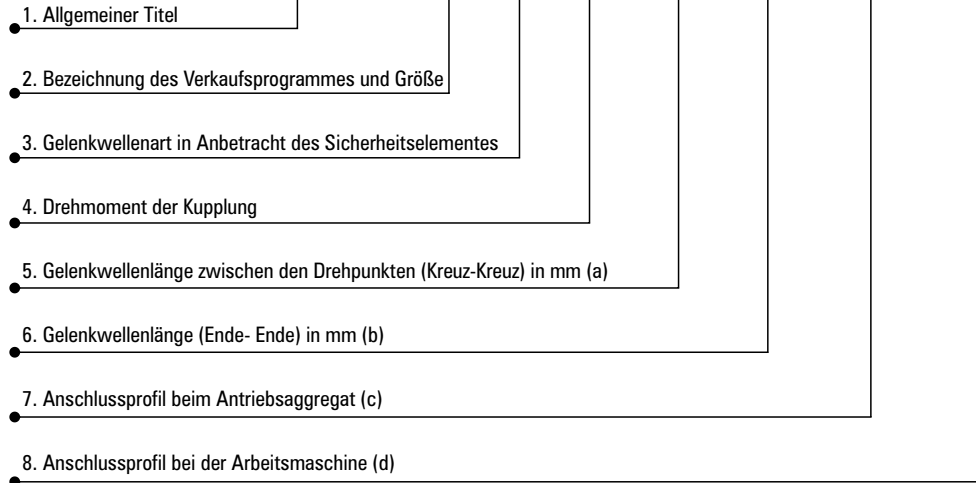 1. Allgemeiner Titel
2. Bezeichnung des Verkaufsprogrammes und Größe
3. Gelenkwellenart in Anbetracht des Sicherheitselementes
4. Drehmoment der Kupplung
5. Gelenkwellenlänge zwischen den Drehpunkten (Kreuz-Kreuz) in mm (a)
6. Gelenkwellenlänge (Ende- Ende) in mm (b)
7. Anschlussprofil beim Antriebsaggregat (c)
8. Anschlussprofil bei der Arbeitsmaschine (d)